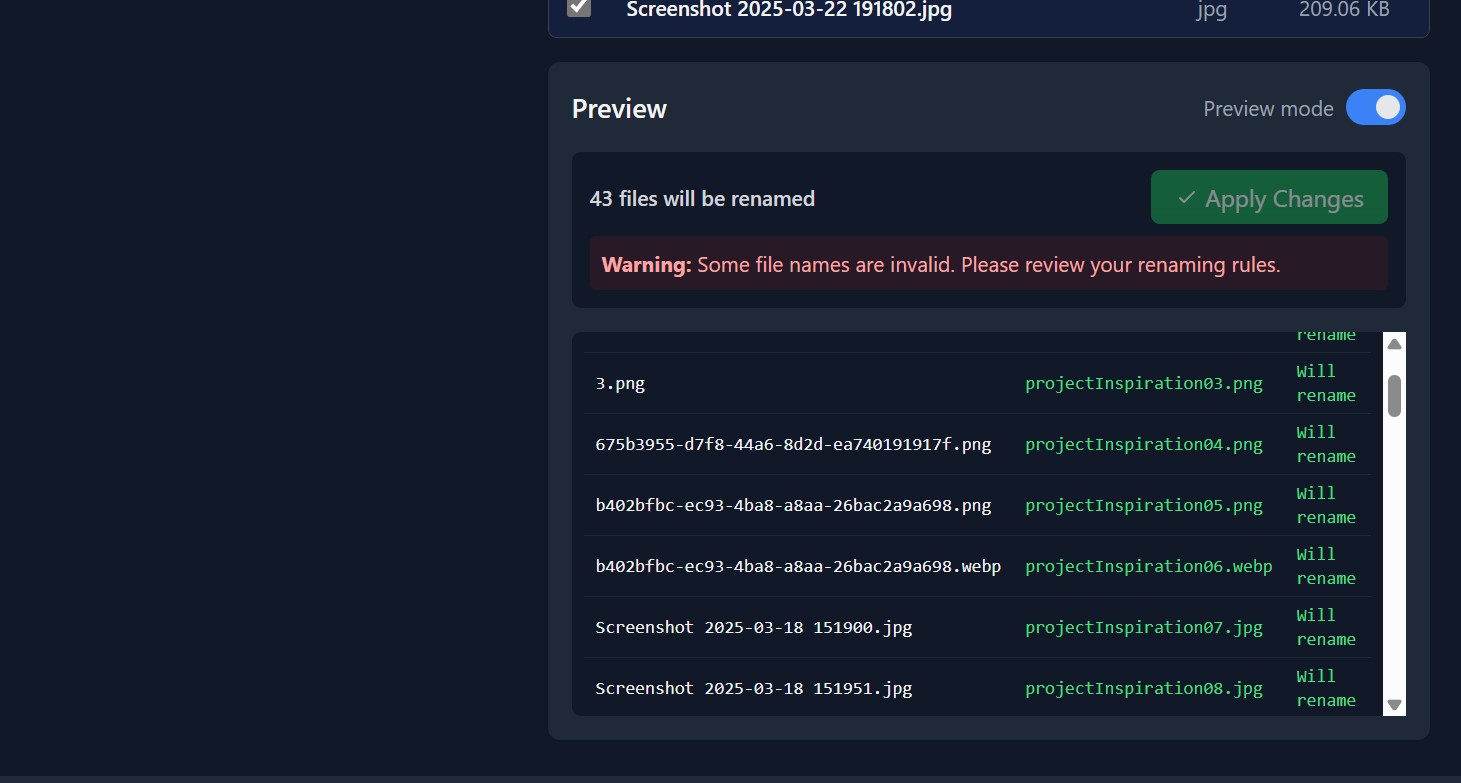 Screenshot 2025-03-22 191802.jpg jpg 209.06 KB
Preview Preview mode
43 files will be renamed Apply Changes
Warning: Some file names are invalid. Please review your renaming rules.
rename
3.png projectInspiration03.png Will
rename
675b3955-d7f8-44a6-8d2d-ea740191917f.png projectInspiration04.png Will
rename
b402bfbc-ec93-4ba8-a8aa-26bac2a9a698.png projectInspiration05.png Will
rename
b402bfbc-ec93-4ba8-a8aa-26bac2a9a698.webp projectInspiration06.webp Will
rename
Screenshot 2025-03-18 151900.jpg projectInspiration07.jpg Will
rename
Screenshot 2025-03-18 151951.jpg projectInspiration08.jpg Will
rename